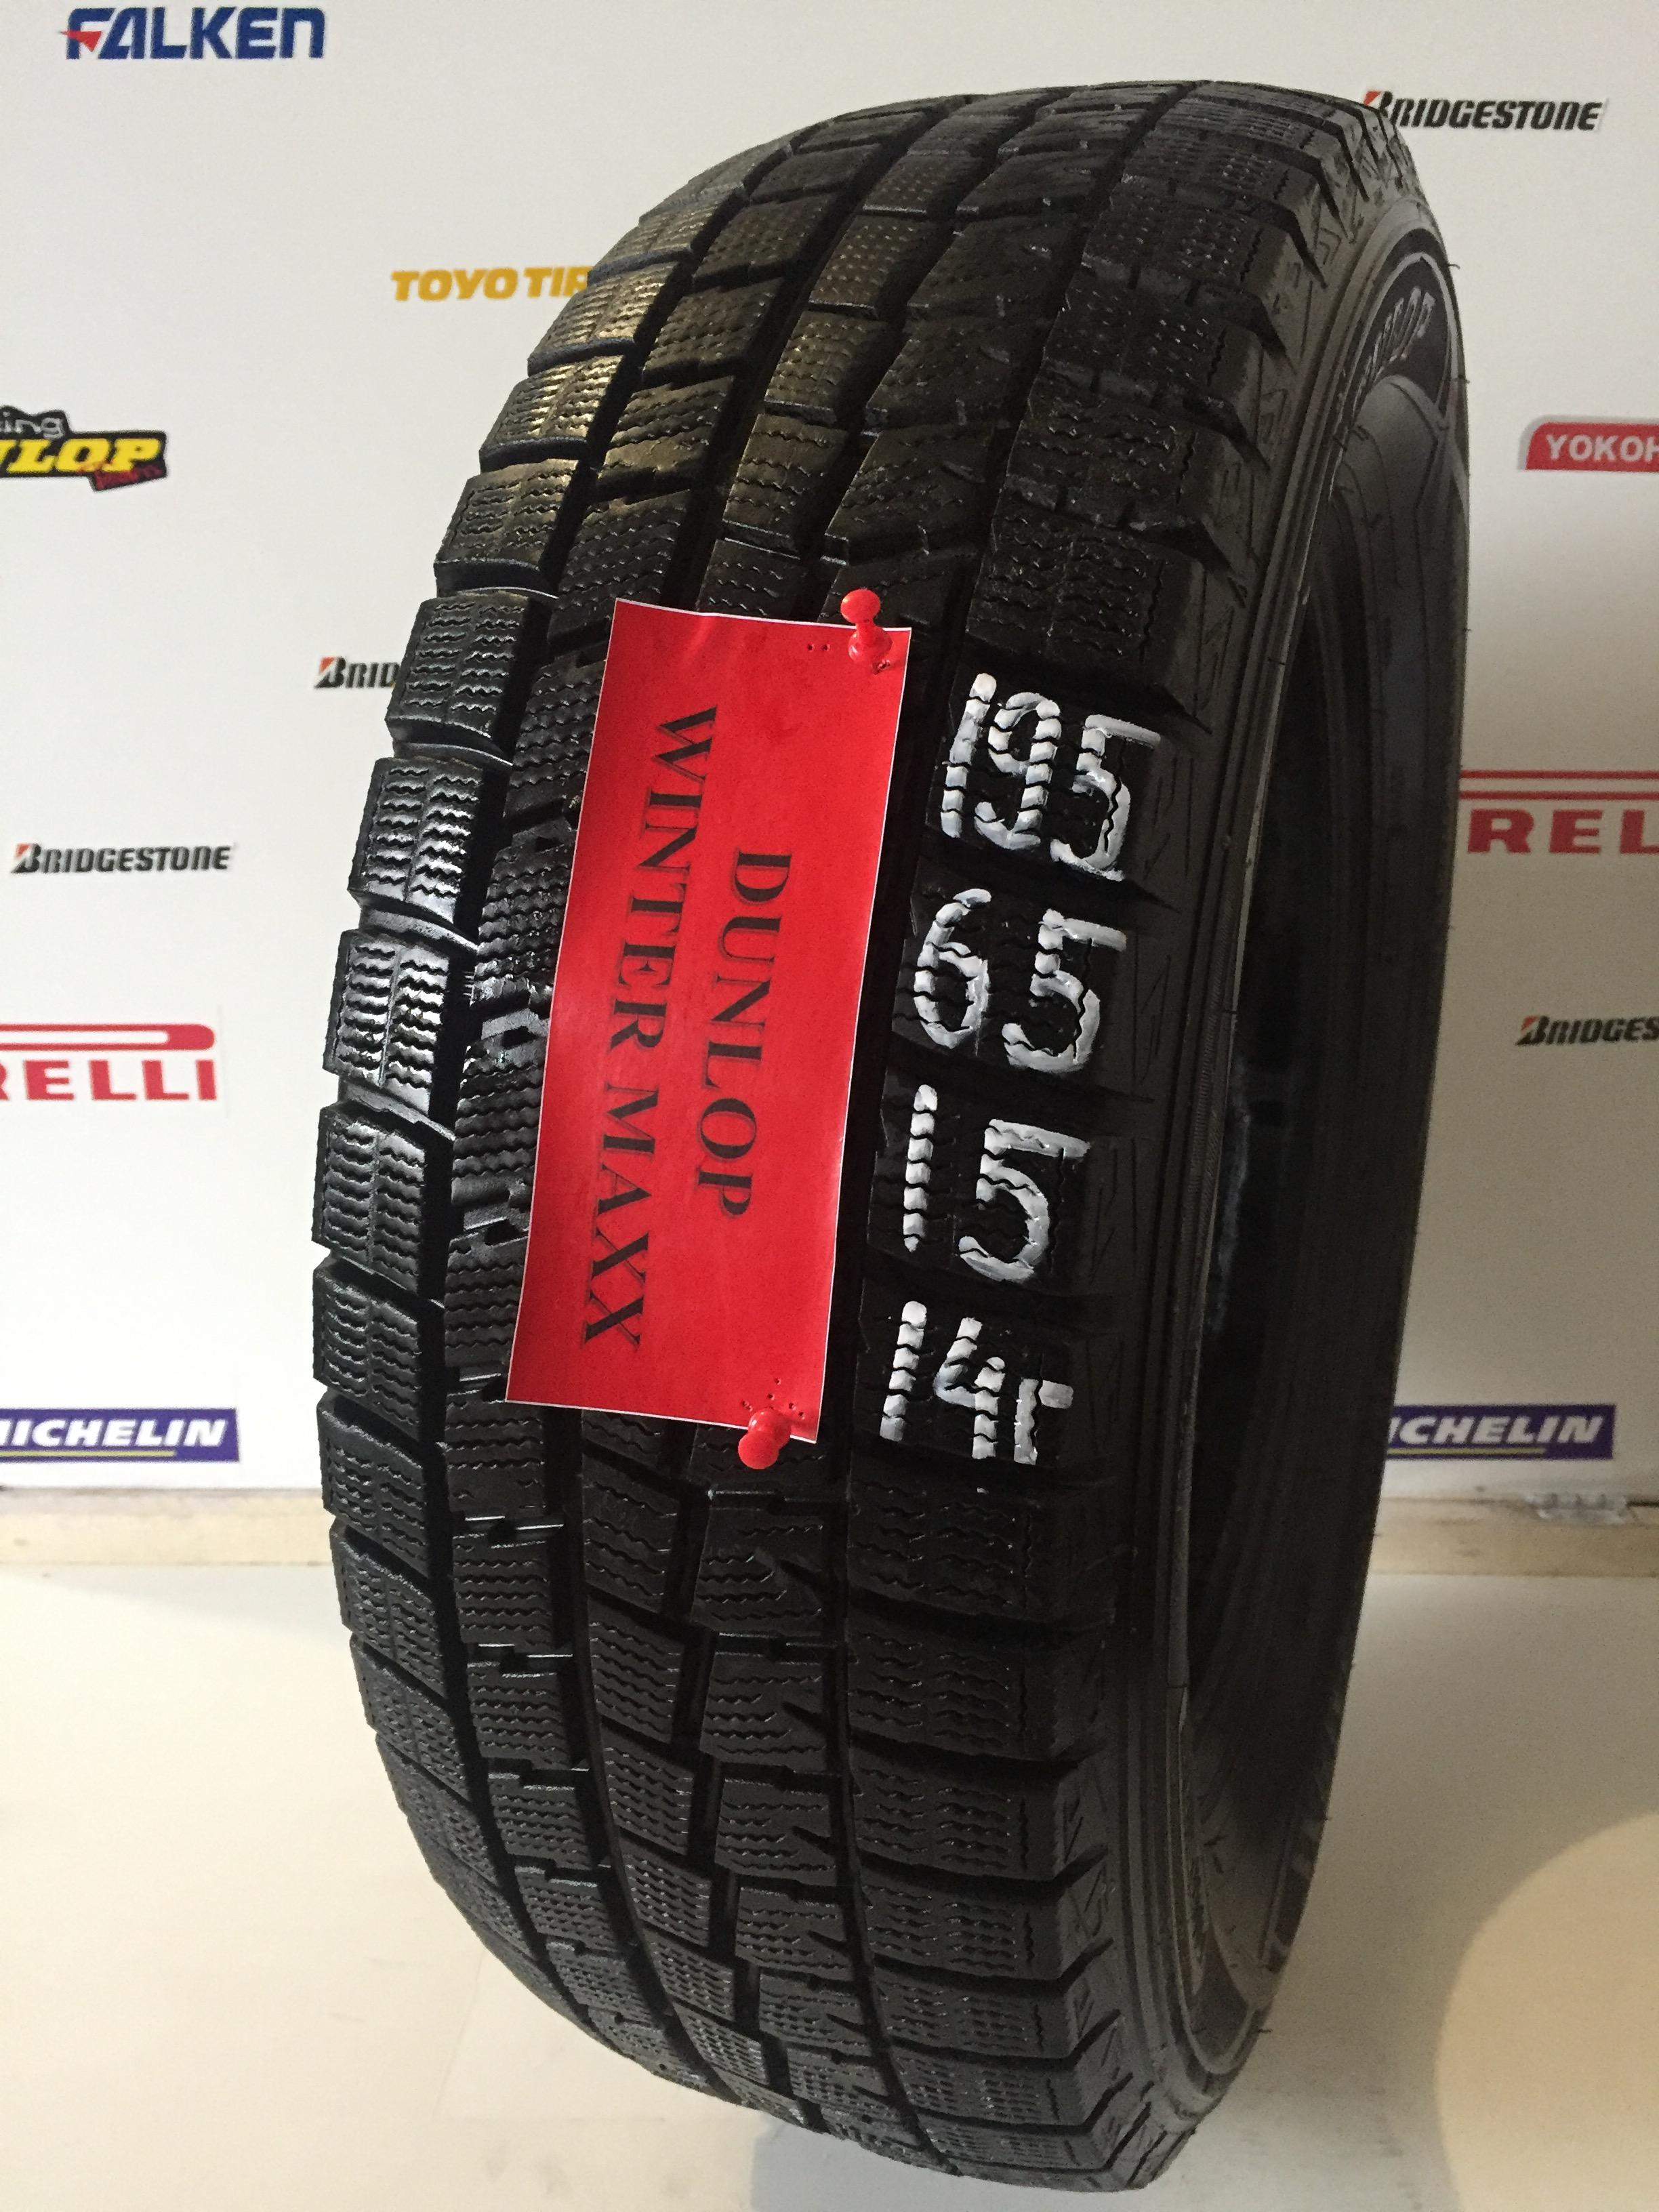 FALKEN
BRIDGESTONE
TOYO TIR
LOP
YOKOH
BRID
195
65
15
14г
DUNLOP
WINTER MAXX
BRIDGESTONE
RELL
RELLI
BRIDGES
MICHELIN
ICHELIN